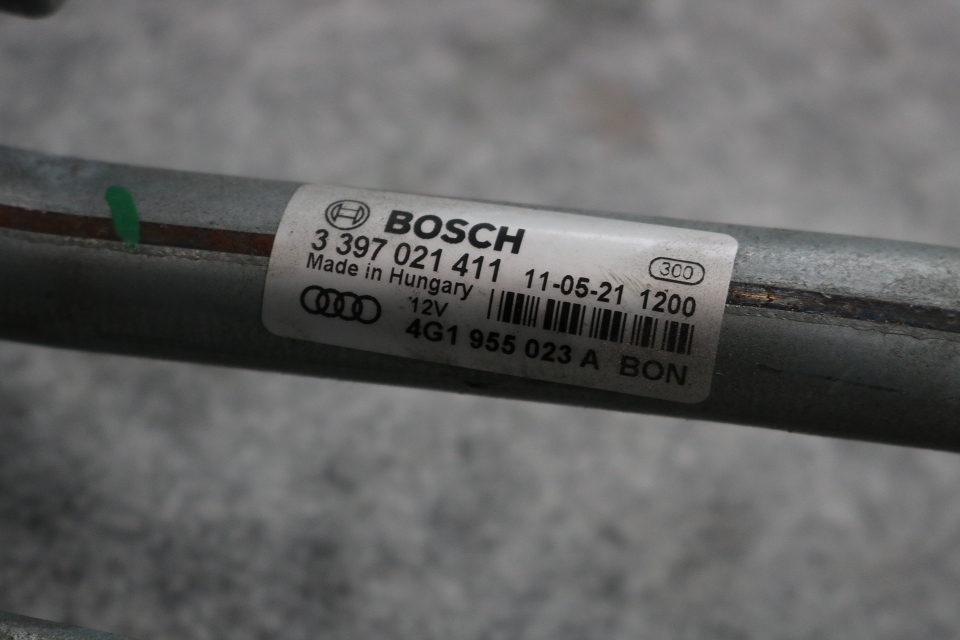 BOSCH
3 397 021 411 11-05-21 1200
300
Made in Hungary
12V
4G1 955 023 A BON